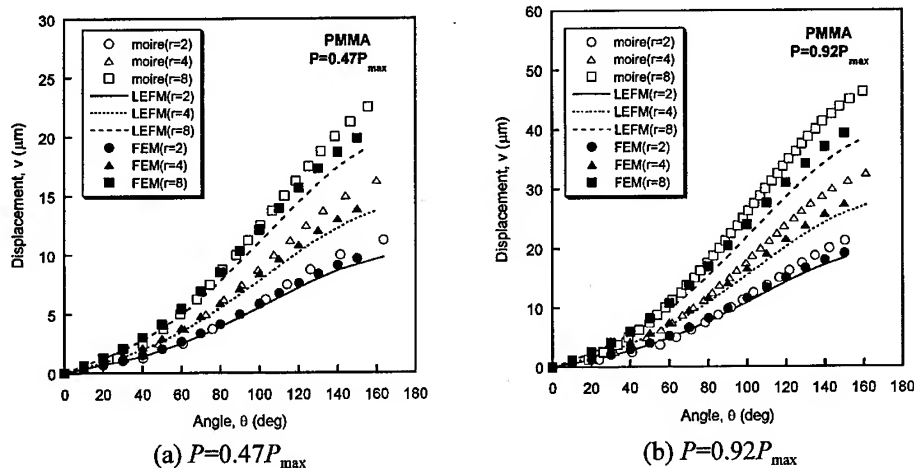 30
25
20
15
10
5
0
Displacement, v (μm)
moire(r=2)
moire(r=4)
moire(r=8)
LEFM(r=2)
LEFM(r=4)
LEFM(r=8)
FEM(r=2)
FEM(r=4)
FEM(r=8)
PMMA
P=0.47Pmax
0 20 40 60 80 100 120 140 160 180
Angle, θ (deg)
(a) P=0.47Pmax
60
50
40
30
20
10
0
Displacement, v (μm)
moire(r=2)
moire(r=4)
moire(r=8)
LEFM(r=2)
LEFM(r=4)
LEFM(r=8)
FEM(r=2)
FEM(r=4)
FEM(r=8)
PMMA
P=0.92Pmax
0 20 40 60 80 100 120 140 160 180
Angle, θ (deg)
(b) P=0.92Pmax